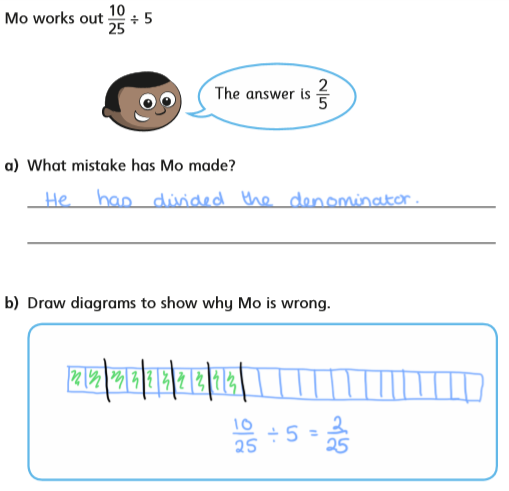 Mo works out 10/25 ÷ 5
The answer is 2/5
a) What mistake has Mo made?
He has divided the denominator.
b) Draw diagrams to show why Mo is wrong.
10/25 ÷ 5 = 2/25